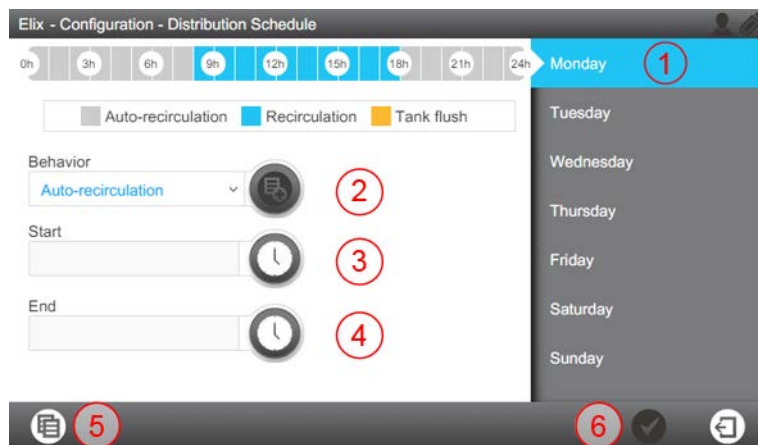 Elix - Configuration - Distribution Schedule
0h 3h 6h 9h 12h 15h 18h 21h 24h
Monday 1
Auto-recirculation Recirculation Tank flush
Tuesday
Behavior
Wednesday
Auto-recirculation 2
Thursday
Start
3
Friday
End
4
Saturday
Sunday
5 6